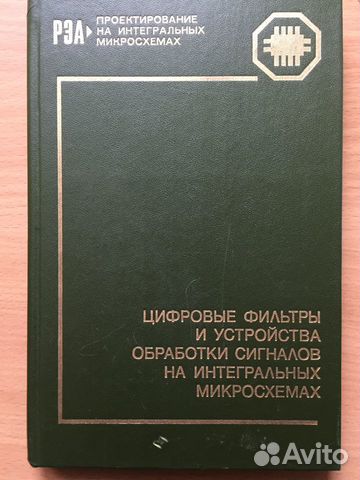 РЭА
ПРОЕКТИРОВАНИЕ
НА ИНТЕГРАЛЬНЫХ
МИКРОСХЕМАХ
ЦИФРОВЫЕ ФИЛЬТРЫ
И УСТРОЙСТВА
ОБРАБОТКИ СИГНАЛОВ
НА ИНТЕГРАЛЬНЫХ
МИКРОСХЕМАХ
Avito